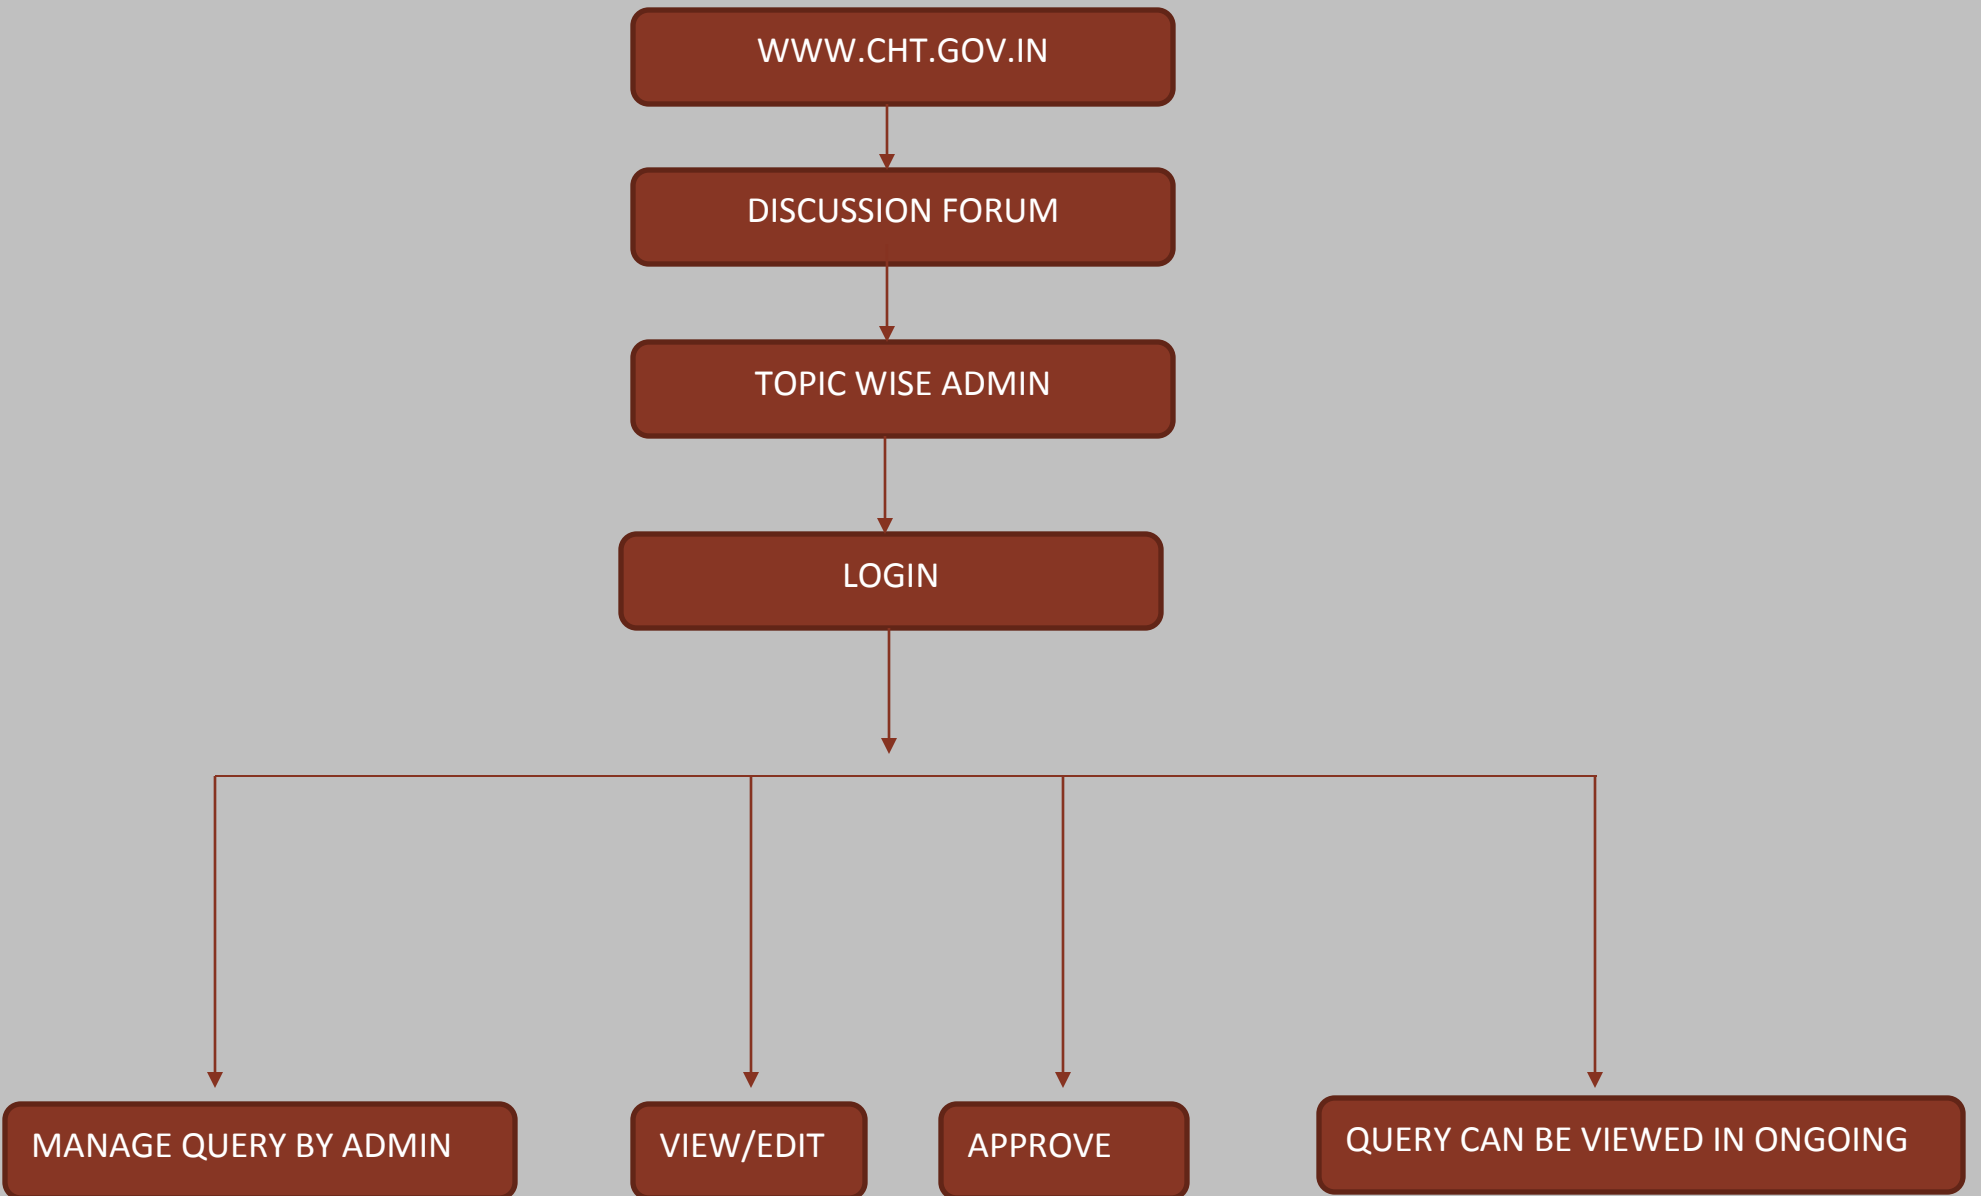 WWW.CHT.GOV.IN
DISCUSSION FORUM
TOPIC WISE ADMIN
LOGIN
MANAGE QUERY BY ADMIN
VIEW/EDIT
APPROVE
QUERY CAN BE VIEWED IN ONGOING